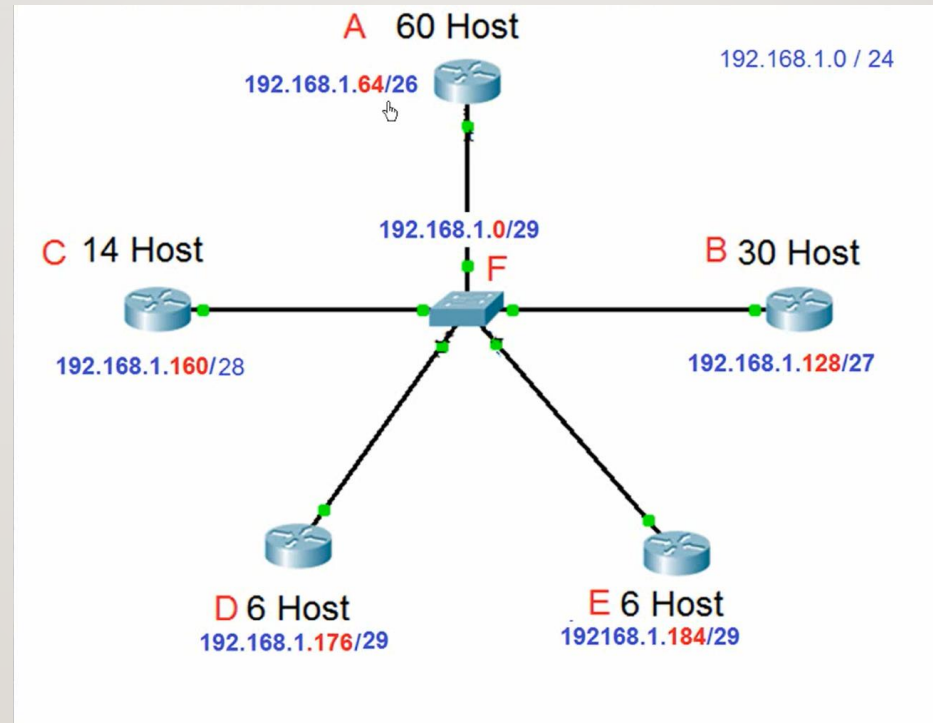 A 60 Host
192.168.1.0 / 24
192.168.1.64/26
192.168.1.0/29
F
C 14 Host
B 30 Host
192.168.1.160/28
192.168.1.128/27
D 6 Host
E 6 Host
192.168.1.176/29
192168.1.184/29